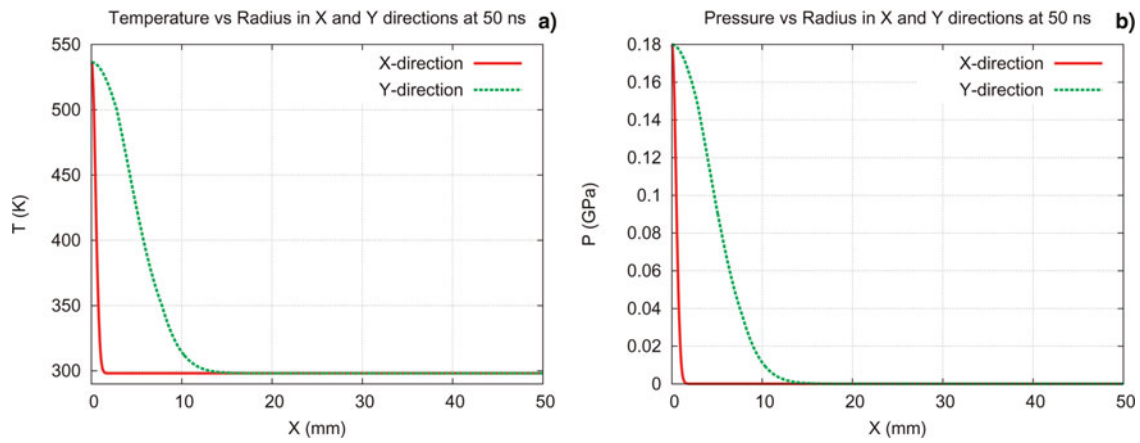 Temperature vs Radius in X and Y directions at 50 ns a)
550
500
450
400
350
300
T (K)
X-direction
Y-direction
0 10 20 30 40 50
X (mm)
Pressure vs Radius in X and Y directions at 50 ns b)
0.18
0.16
0.14
0.12
0.1
0.08
0.06
0.04
0.02
0
P (GPa)
X-direction
Y-direction
0 10 20 30 40 50
X (mm)